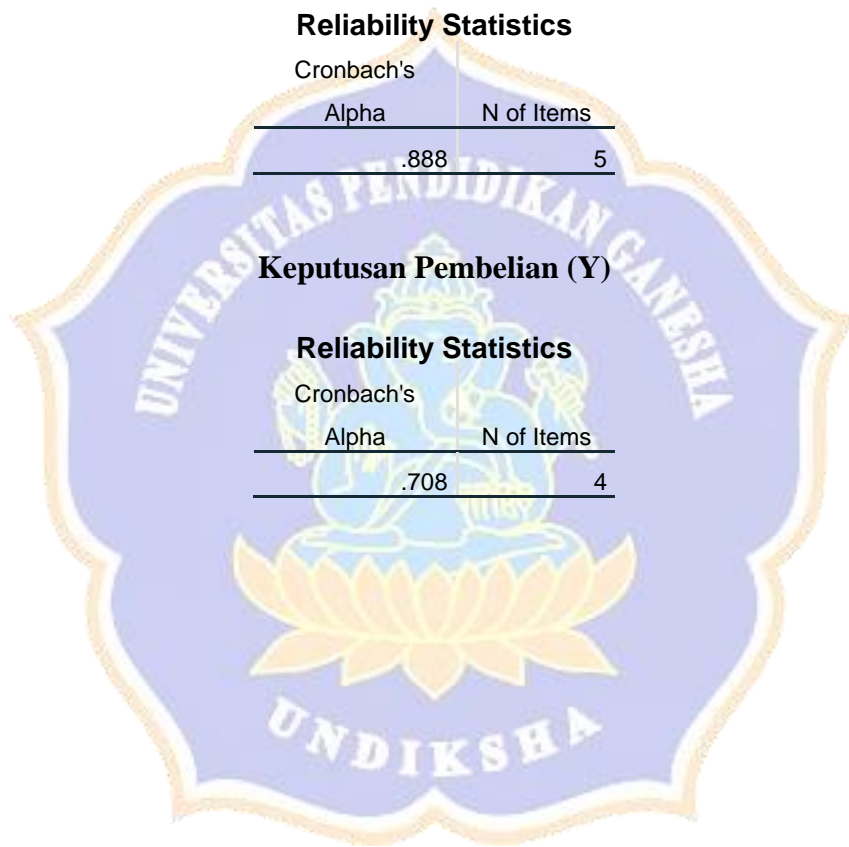 Reliability Statistics
Cronbach's
Alpha N of Items
.888 5
UNIVERSITAS PENDIDIKAN GANESHA
Keputusan Pembelian (Y)
Reliability Statistics
Cronbach's
Alpha N of Items
.708 4
UNDIKSHA